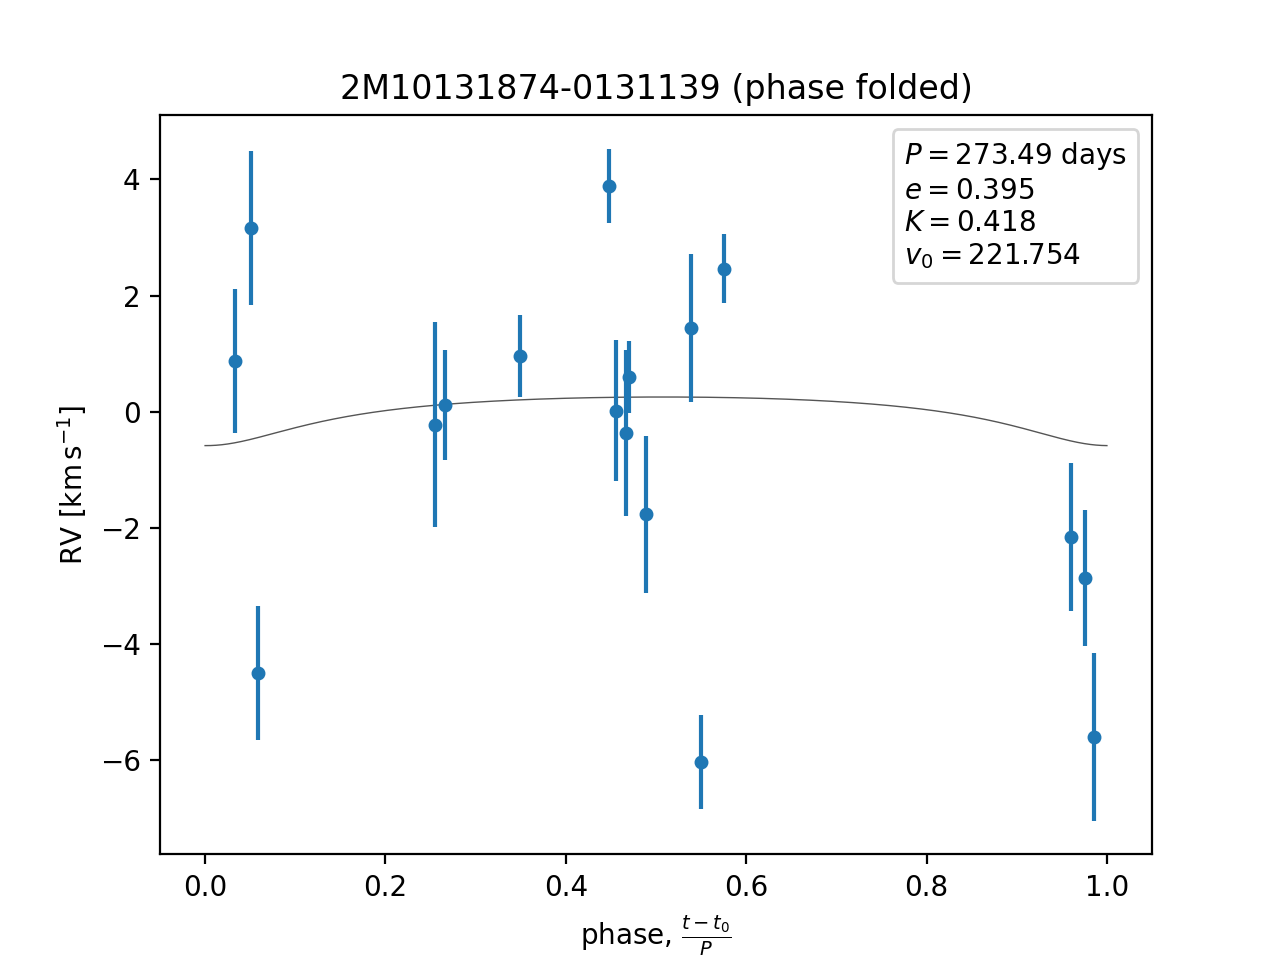 2M10131874-0131139 (phase folded)
P = 273.49 days
e = 0.395
K = 0.418
v₀ = 221.754
4
2
0
−2
−4
−6
RV [km s⁻¹]
0.0 0.2 0.4 0.6 0.8 1.0
phase, (t − t₀)/P